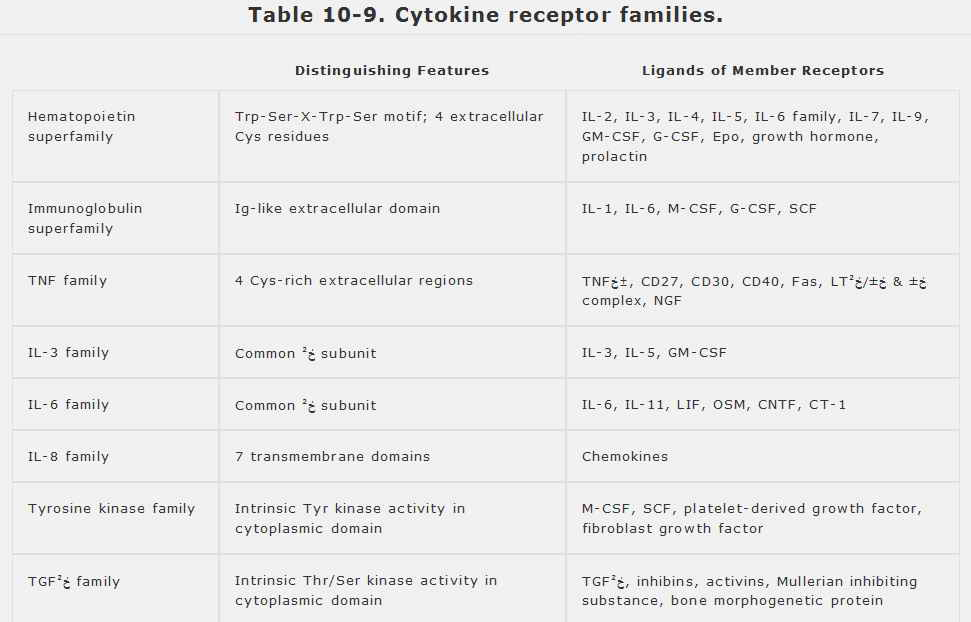 Table 10-9. Cytokine receptor families.
Distinguishing Features
Ligands of Member Receptors
Hematopoietin
superfamily
Trp-Ser-X-Trp-Ser motif; 4 extracellular
Cys residues
IL-2, IL-3, IL-4, IL-5, IL-6 family, IL-7, IL-9,
GM-CSF, G-CSF, Epo, growth hormone,
prolactin
Immunoglobulin
superfamily
Ig-like extracellular domain
IL-1, IL-6, M-CSF, G-CSF, SCF
TNF family
4 Cys-rich extracellular regions
TNFخ±, CD27, CD30, CD40, Fas, LTخ±/خ² & خ±
complex, NGF
IL-3 family
Common خ² subunit
IL-3, IL-5, GM-CSF
IL-6 family
Common خ² subunit
IL-6, IL-11, LIF, OSM, CNTF, CT-1
IL-8 family
7 transmembrane domains
Chemokines
Tyrosine kinase family
Intrinsic Tyr kinase activity in
cytoplasmic domain
M-CSF, SCF, platelet-derived growth factor,
fibroblast growth factor
TGFخ² family
Intrinsic Thr/Ser kinase activity in
cytoplasmic domain
TGFخ², inhibins, activins, Mullerian inhibiting
substance, bone morphogenetic protein